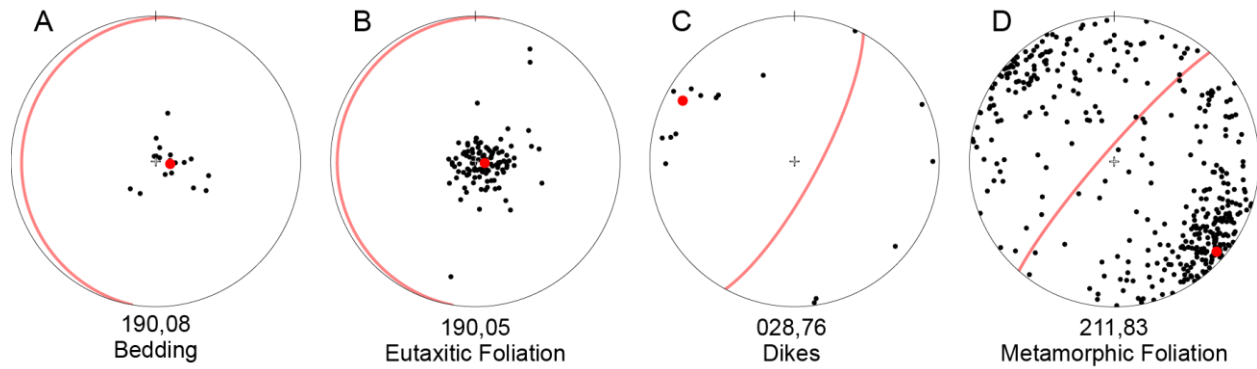 A
B
C
D
190,08
Bedding
190,05
Eutaxitic Foliation
028,76
Dikes
211,83
Metamorphic Foliation